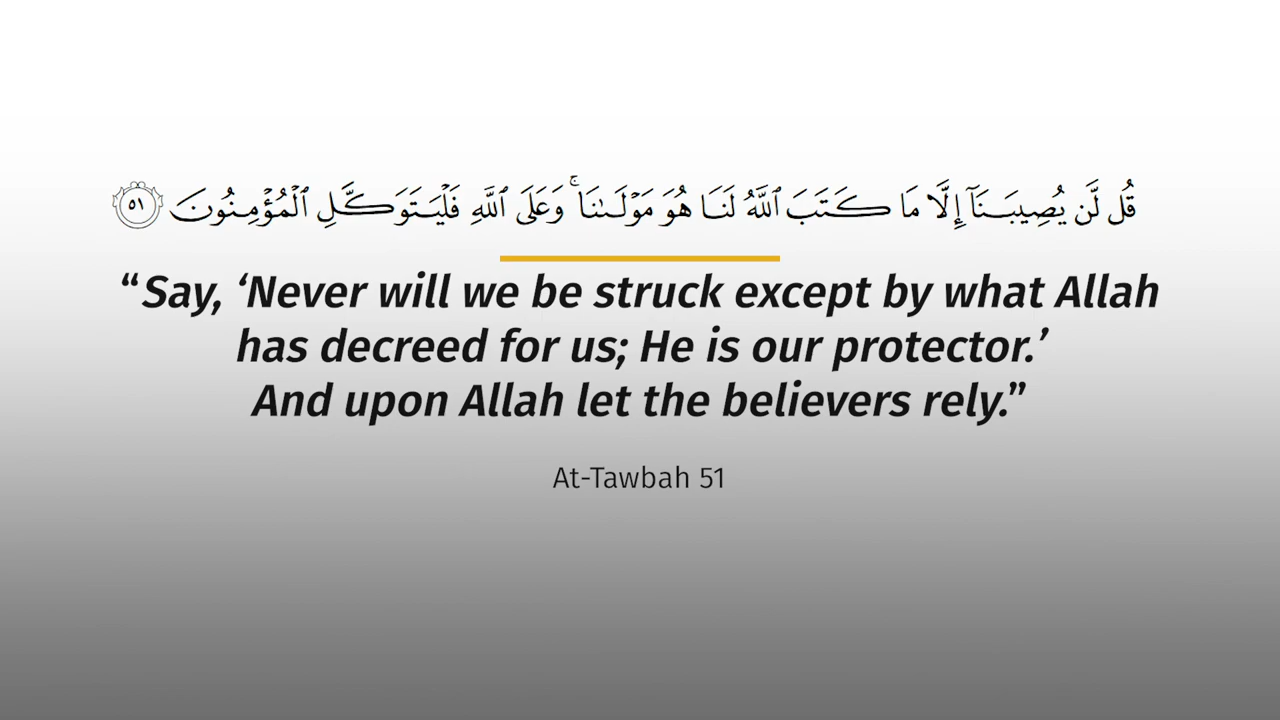 قُل لَّن يُصِيبَنَآ إِلَّا مَا كَتَبَ ٱللَّهُ لَنَا هُوَ مَوْلَىٰنَا ۚ وَعَلَى ٱللَّهِ فَلْيَتَوَكَّلِ ٱلْمُؤْمِنُونَ ٥١
“Say, ‘Never will we be struck except by what Allah
has decreed for us; He is our protector.’
And upon Allah let the believers rely.”
At-Tawbah 51